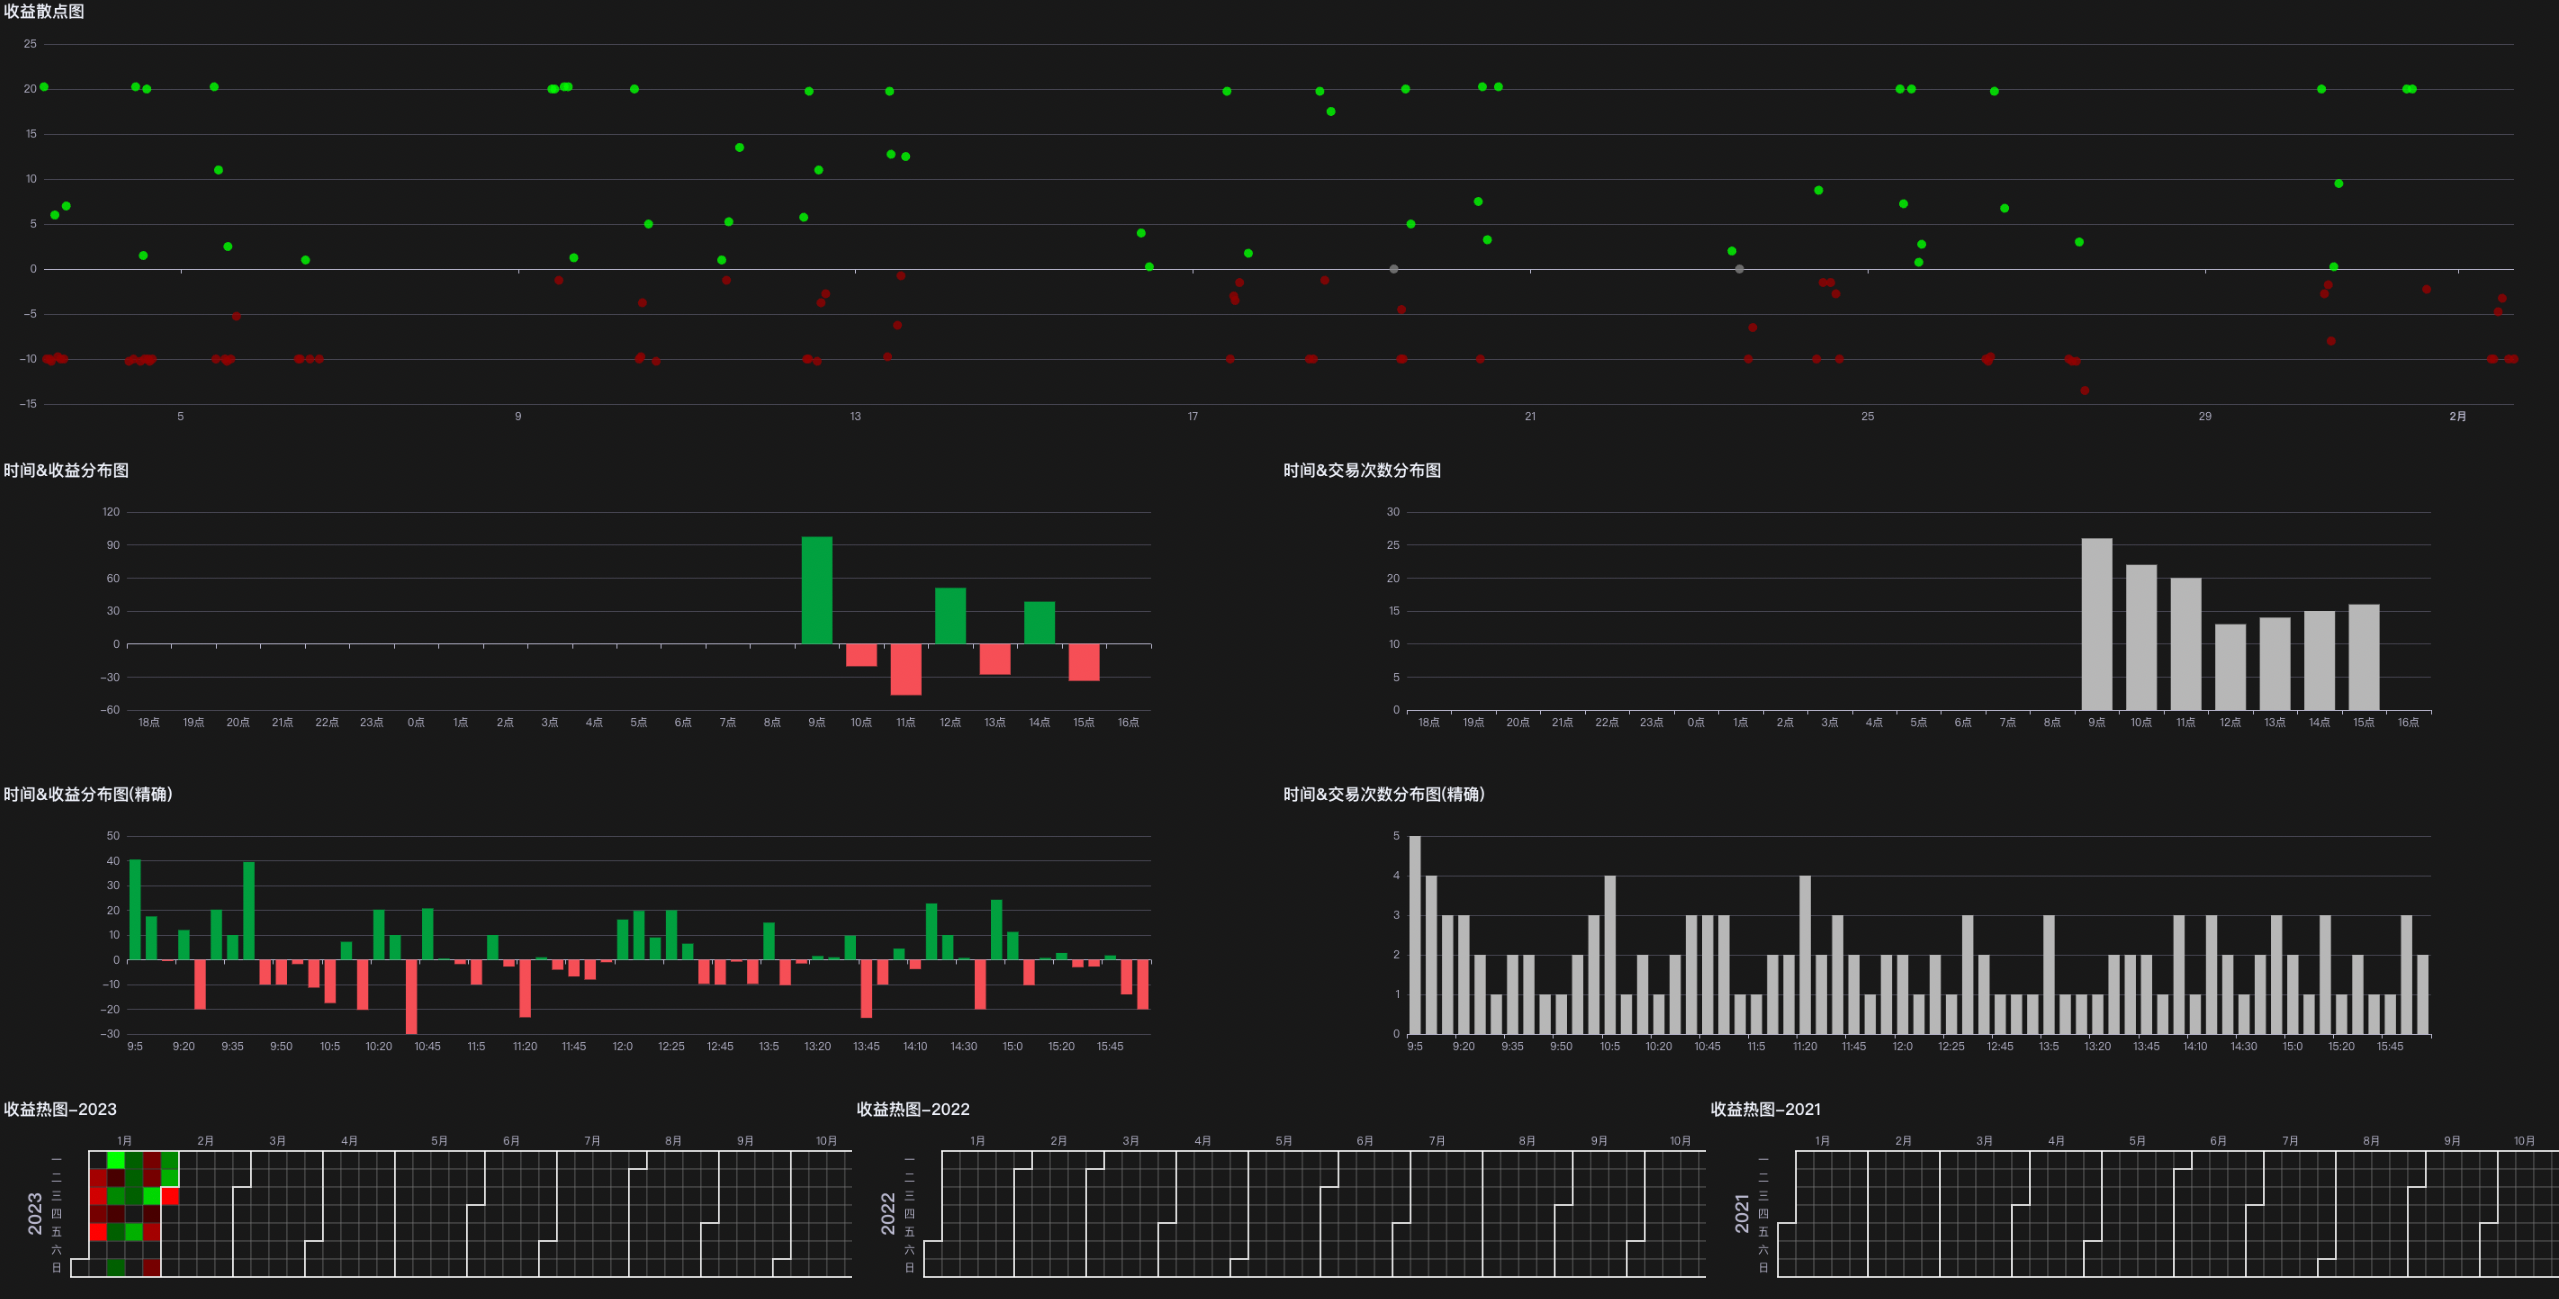 收益散点图
25
20
15
10
5
0
−5
−10
−15
5 9 13 17 21 25 29 2月
时间&收益分布图
120
90
60
30
0
−30
−60
18点 19点 20点 21点 22点 23点 0点 1点 2点 3点 4点 5点 6点 7点 8点 9点 10点 11点 12点 13点 14点 15点 16点
时间&交易次数分布图
30
25
20
15
10
5
0
18点 19点 20点 21点 22点 23点 0点 1点 2点 3点 4点 5点 6点 7点 8点 9点 10点 11点 12点 13点 14点 15点 16点
时间&收益分布图(精确)
50
40
30
20
10
0
−10
−20
−30
9:5 9:20 9:35 9:50 10:5 10:20 10:45 11:5 11:20 11:45 12:0 12:25 12:45 13:5 13:20 13:45 14:10 14:30 15:0 15:20 15:45
时间&交易次数分布图(精确)
5
4
3
2
1
0
9:5 9:20 9:35 9:50 10:5 10:20 10:45 11:5 11:20 11:45 12:0 12:25 12:45 13:5 13:20 13:45 14:10 14:30 15:0 15:20 15:45
收益热图−2023
1月 2月 3月 4月 5月 6月 7月 8月 9月 10月
2023
一
二
三
四
五
六
日
收益热图−2022
1月 2月 3月 4月 5月 6月 7月 8月 9月 10月
2022
一
二
三
四
五
六
日
收益热图−2021
1月 2月 3月 4月 5月 6月 7月 8月 9月 10月
2021
一
二
三
四
五
六
日